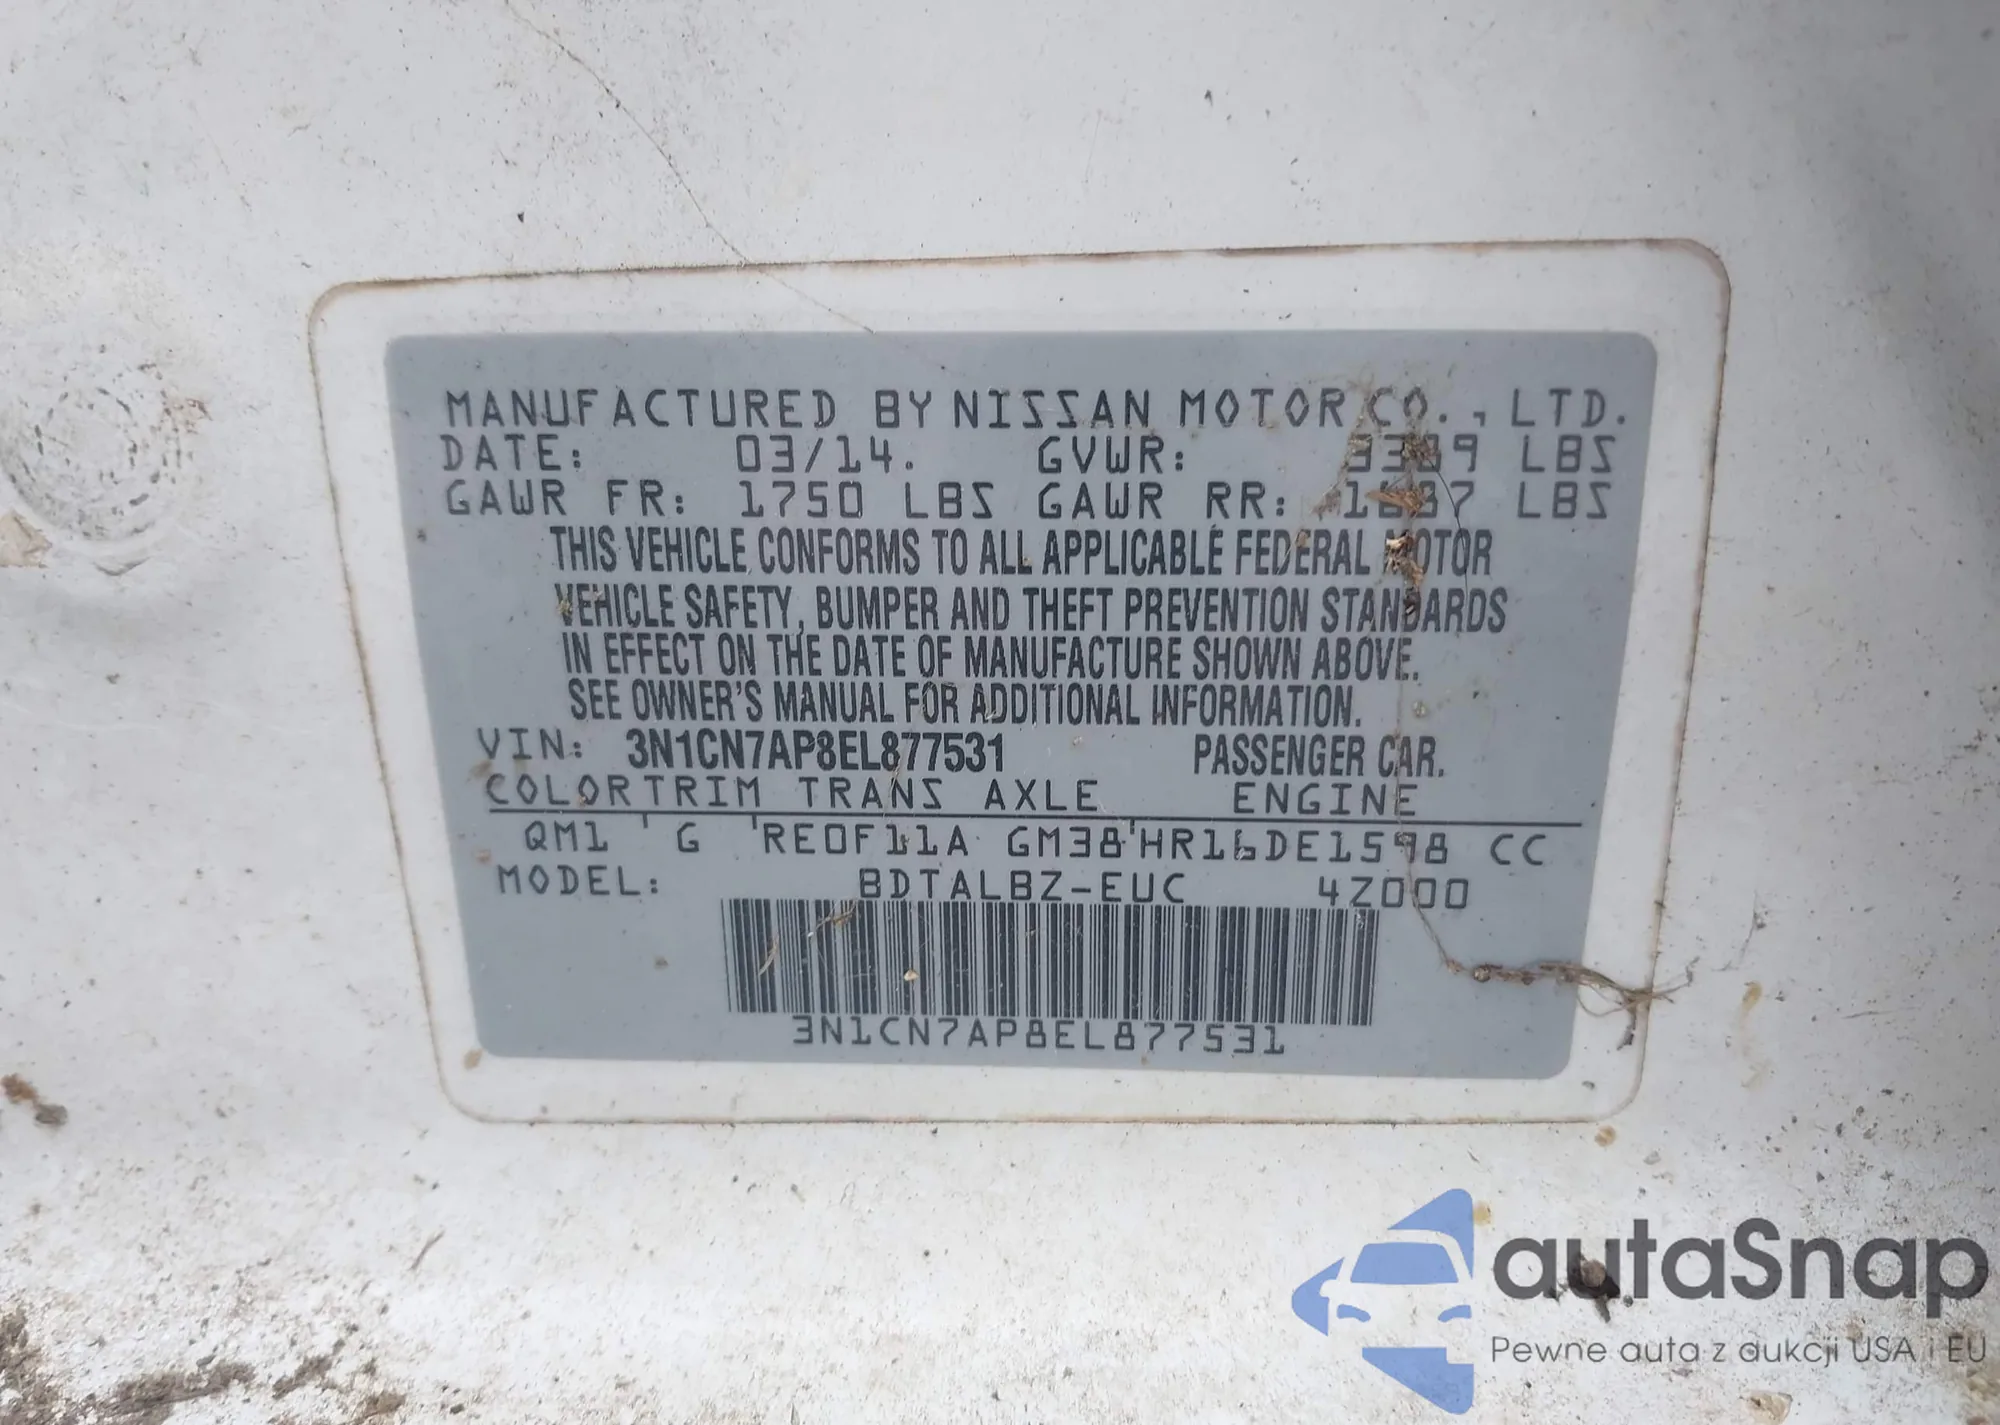 MANUFACTURED BY NISSAN MOTOR CO., LTD.
DATE: 03/14. GVWR: 3389 LBS
GAWR FR: 1750 LBS GAWR RR: LBS
THIS VEHICLE CONFORMS TO ALL APPLICABLE FEDERAL MOTOR
VEHICLE SAFETY, BUMPER AND THEFT PREVENTION STANDARDS
IN EFFECT ON THE DATE OF MANUFACTURE SHOWN ABOVE.
SEE OWNER'S MANUAL FOR ADDITIONAL INFORMATION.
VIN: 3N1CN7AP8EL877531 PASSENGER CAR.
COLORTRIM TRANS AXLE ENGINE
QM1 ' G 'RE0F11A GM38'HR16DE1598 CC
MODEL: BDTALBZ-EUC 4Z000
3N1CN7AP8EL877531
autaSnap
Pewne auta z aukcji USA i EU